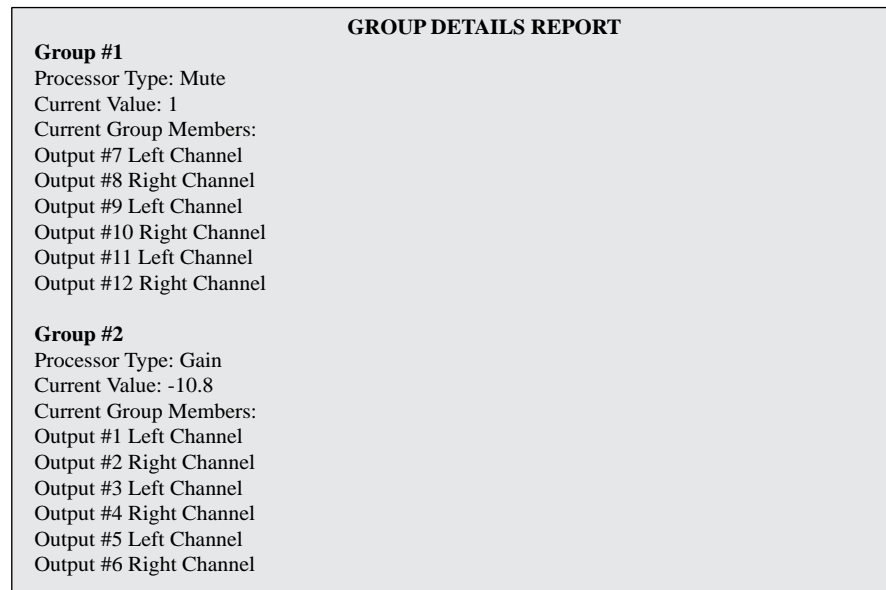 GROUP DETAILS REPORT
Group #1
Processor Type: Mute
Current Value: 1
Current Group Members:
Output #7 Left Channel
Output #8 Right Channel
Output #9 Left Channel
Output #10 Right Channel
Output #11 Left Channel
Output #12 Right Channel
Group #2
Processor Type: Gain
Current Value: -10.8
Current Group Members:
Output #1 Left Channel
Output #2 Right Channel
Output #3 Left Channel
Output #4 Right Channel
Output #5 Left Channel
Output #6 Right Channel